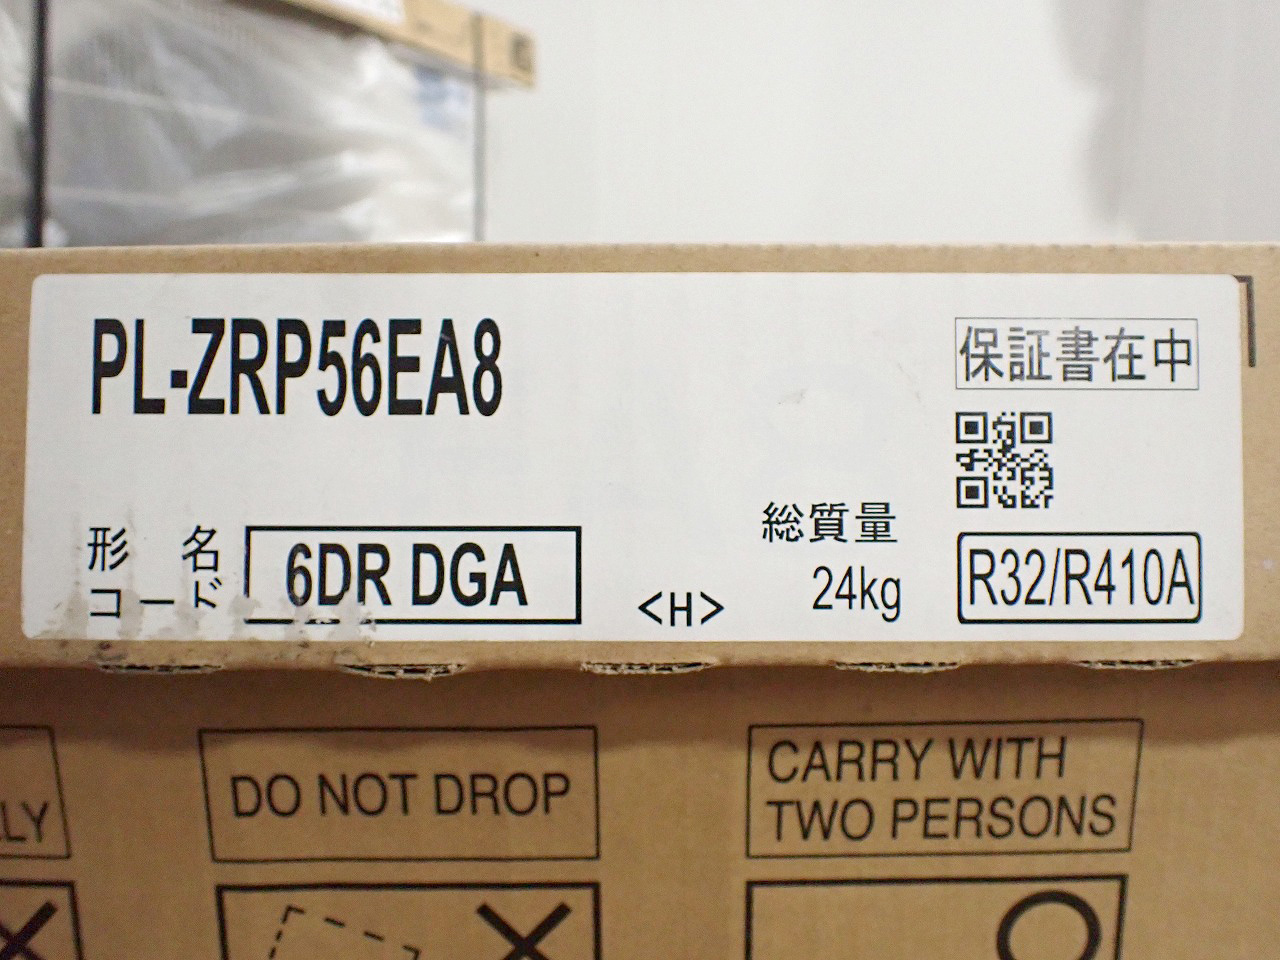 PL-ZRP56EA8
保証書在中
形名
コード
6DR DGA
<H>
総質量
24kg
R32/R410A
LY
DO NOT DROP
CARRY WITH
TWO PERSONS